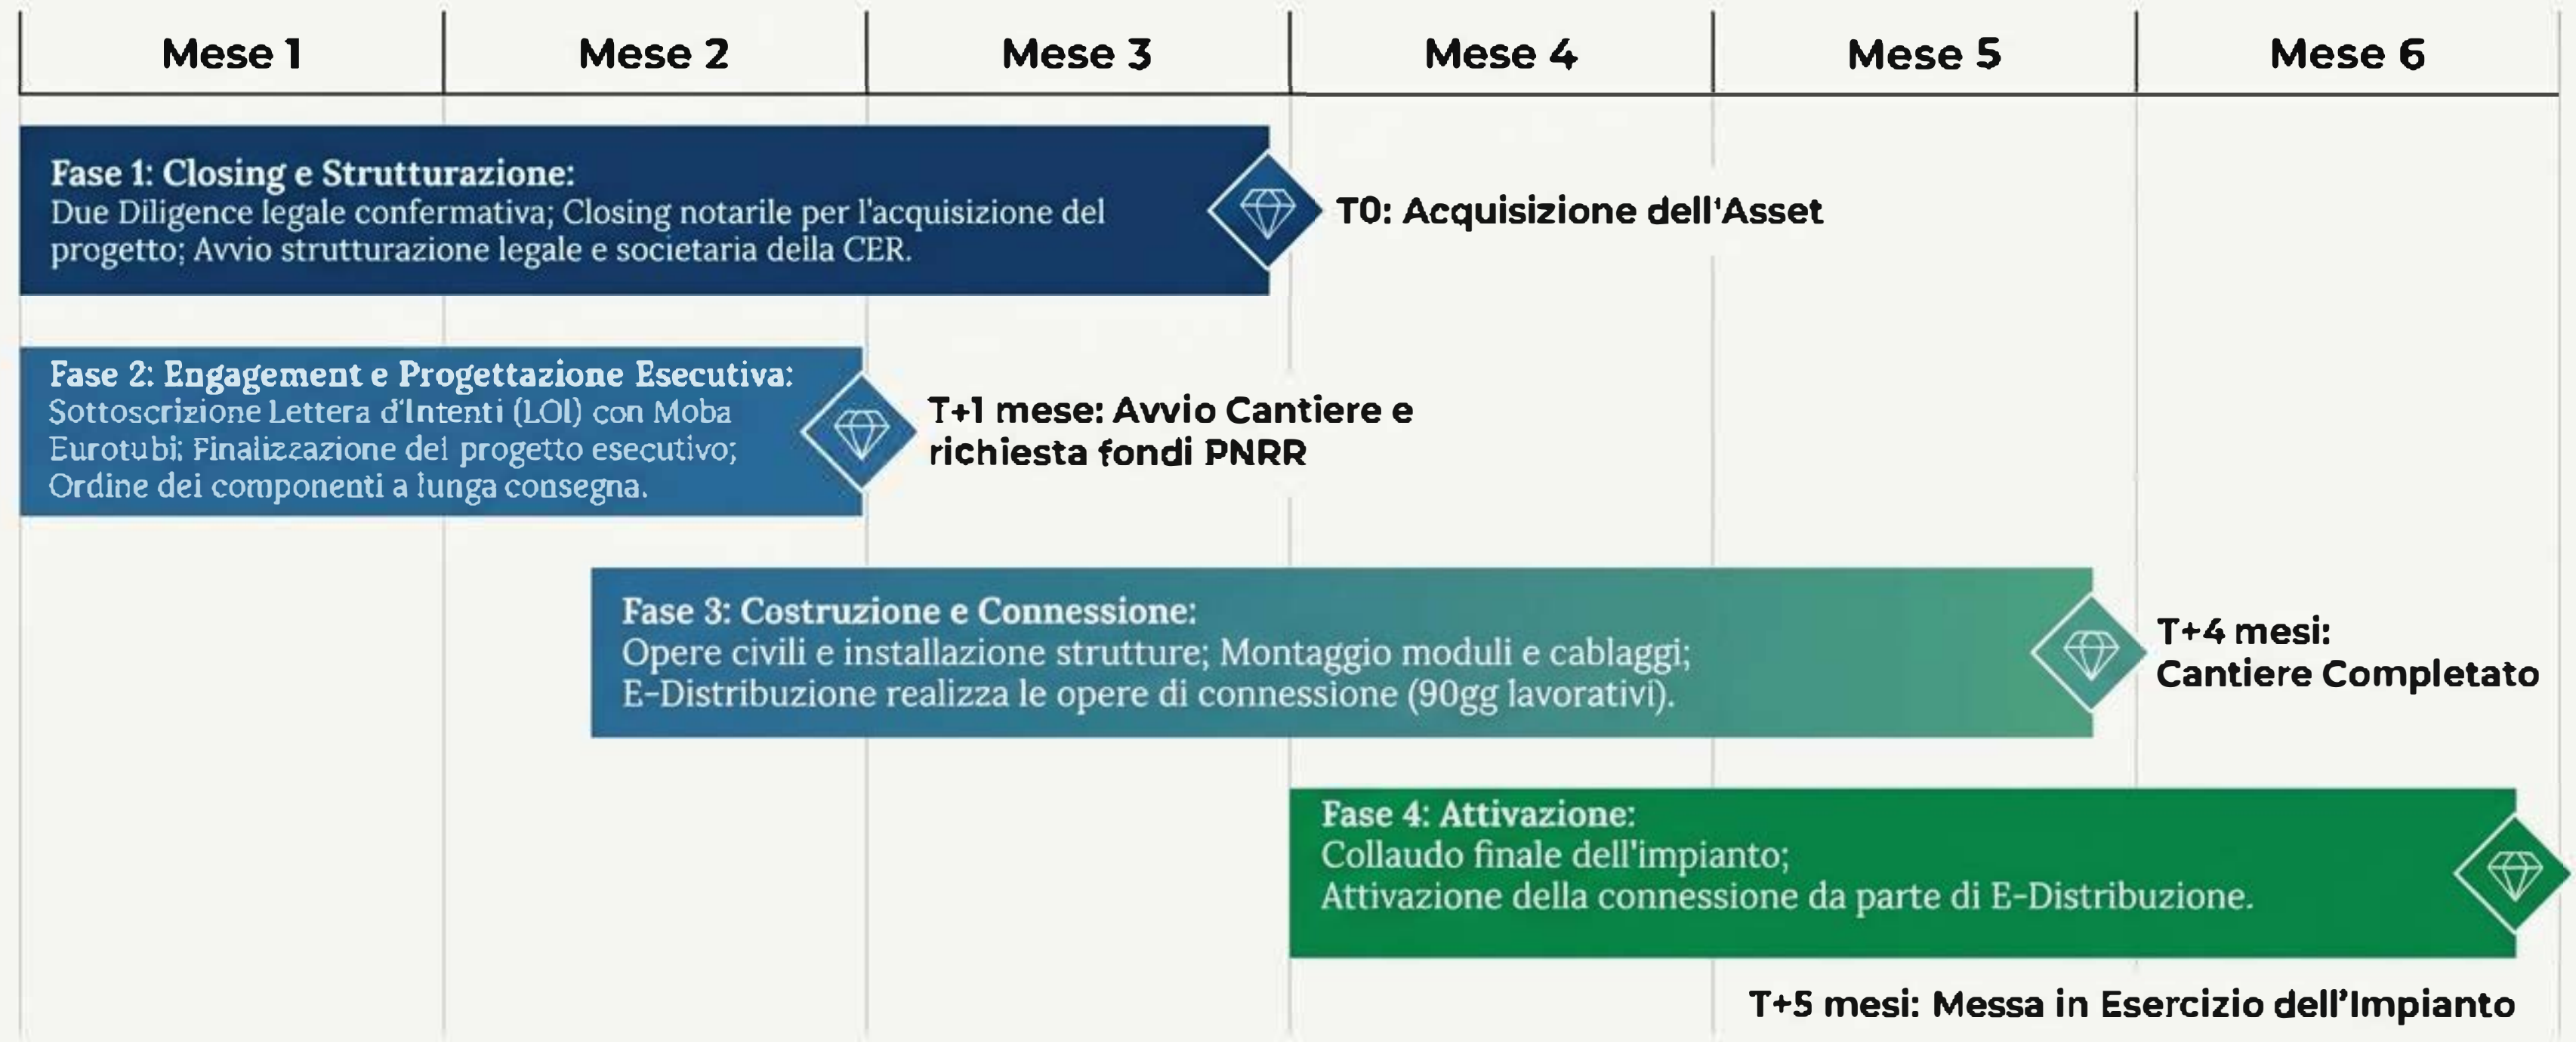 Mese 1
Mese 2
Mese 3
Mese 4
Mese 5
Mese 6
Fase 1: Closing e Strutturazione:
Due Diligence legale confermativa; Closing notarile per l'acquisizione del
progetto; Avvio strutturazione legale e societaria della CER.
T0: Acquisizione dell'Asset
Fase 2: Engagement e Progettazione Esecutiva:
Sottoscrizione Lettera d'Intenti (LOI) con Moba
Eurotubi; Finalizzazione del progetto esecutivo;
Ordine dei componenti a lunga consegna.
T+1 mese: Avvio Cantiere e
richiesta fondi PNRR
Fase 3: Costruzione e Connessione:
Opere civili e installazione strutture; Montaggio moduli e cablaggi;
E-Distribuzione realizza le opere di connessione (90gg lavorativi).
T+4 mesi:
Cantiere Completato
Fase 4: Attivazione:
Collaudo finale dell'impianto;
Attivazione della connessione da parte di E-Distribuzione.
T+5 mesi: Messa in Esercizio dell’Impianto